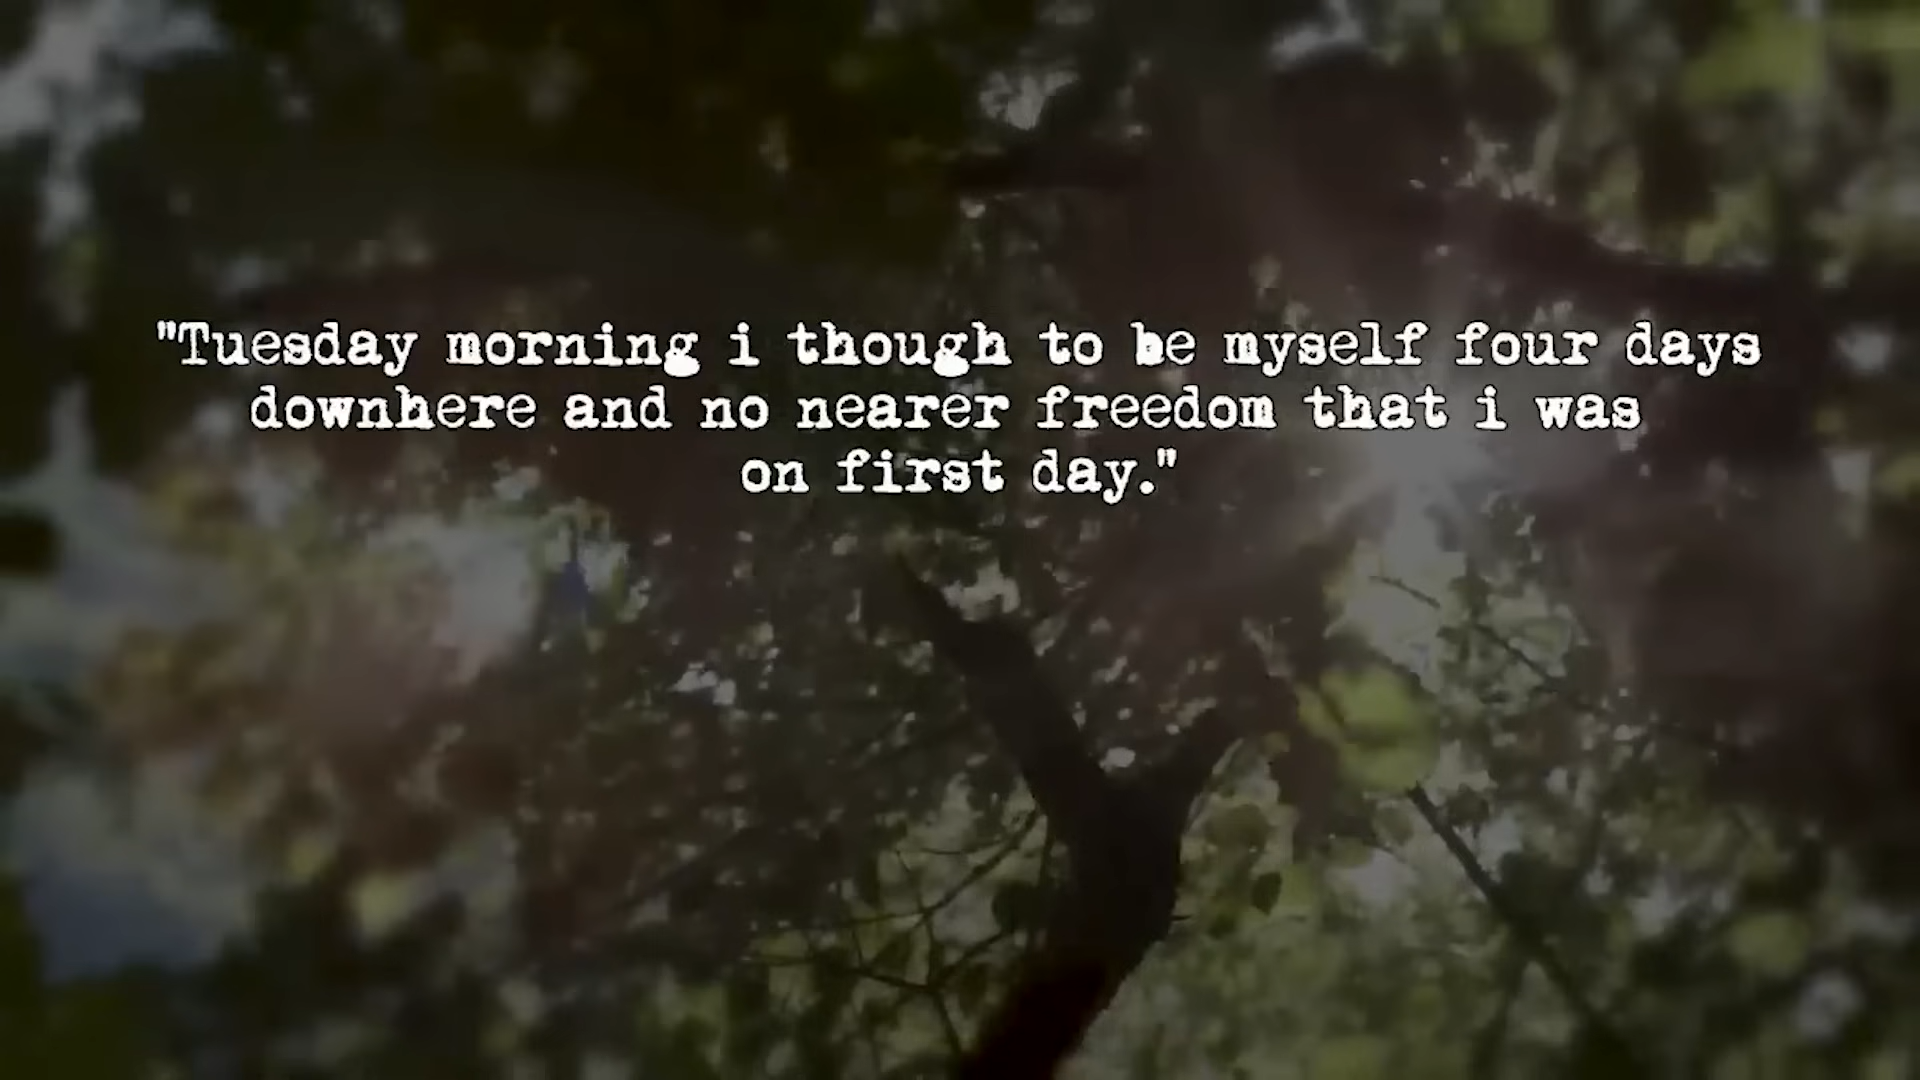 "Tuesday morning i though to be myself four days
downhere and no nearer freedom that i was
on first day."